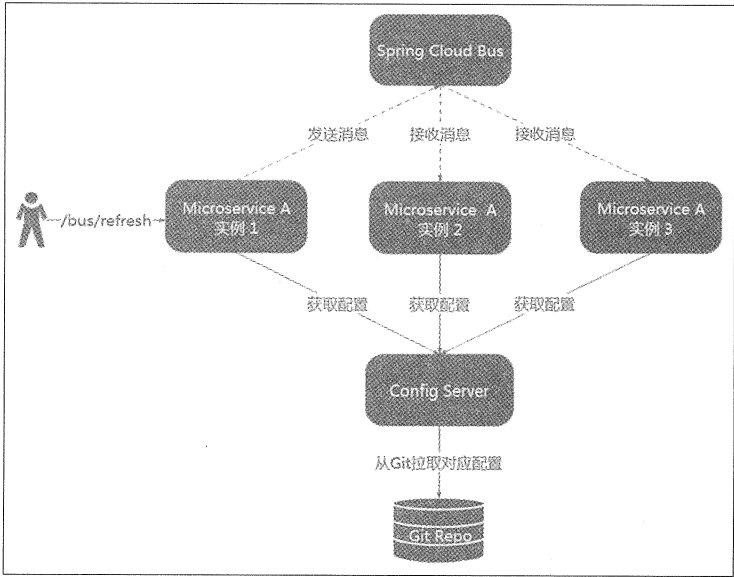 Spring Cloud Bus
发送消息
接收消息
接收消息
/bus/refresh
Microservice A
实例 1
Microservice A
实例 2
Microservice A
实例 3
获取配置
获取配置
获取配置
Config Server
从Git拉取对应配置
Git Repo